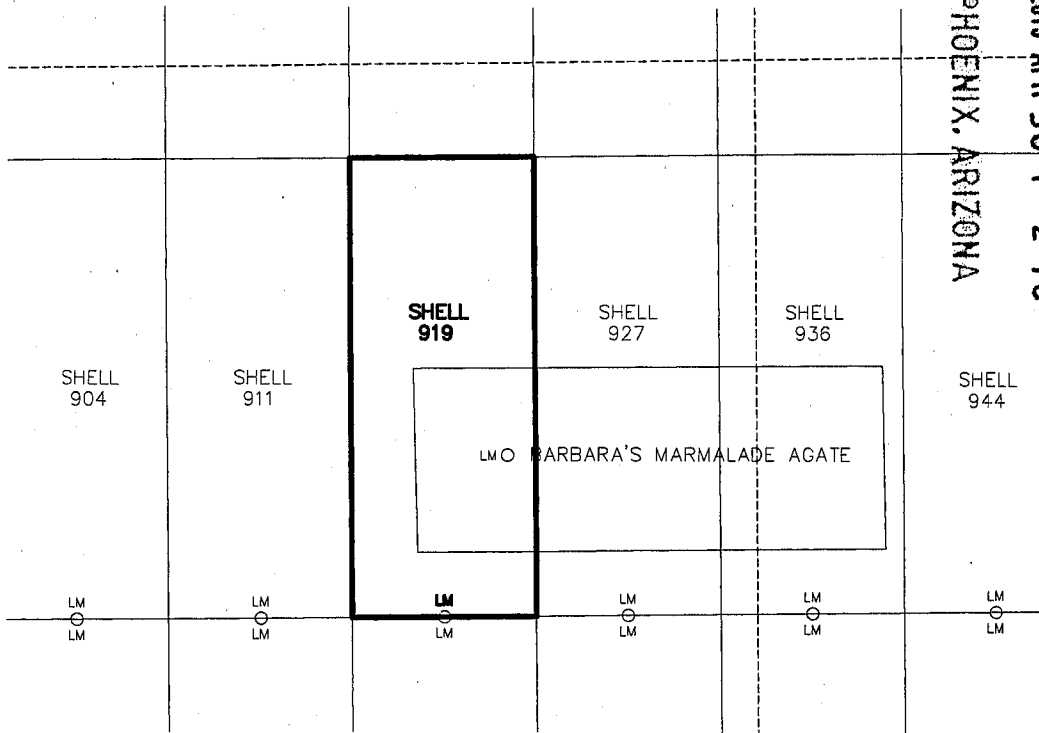 PHOENIX, ARIZONA
SHELL
919
SHELL
927
SHELL
936
SHELL
904
SHELL
911
SHELL
944
LM BARBARA'S MARMALADE AGATE
LM
LM
LM
LM
LM
LM
LM
LM
LM
LM
LM
LM